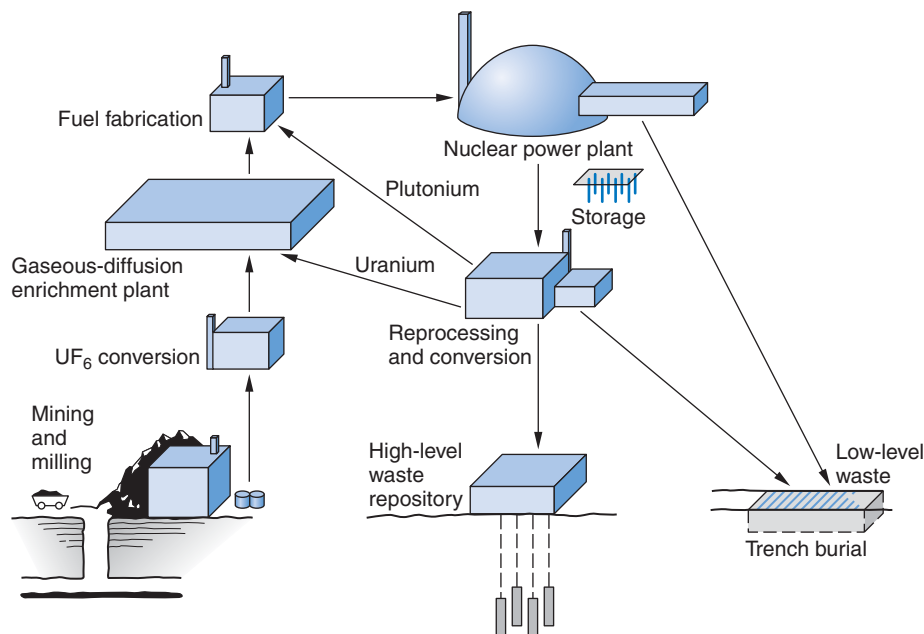 Fuel fabrication
Nuclear power plant
Plutonium
Storage
Uranium
Gaseous-diffusion
enrichment plant
Reprocessing
and conversion
UF₆ conversion
Mining
and
milling
High-level
waste
repository
Low-level
waste
Trench burial